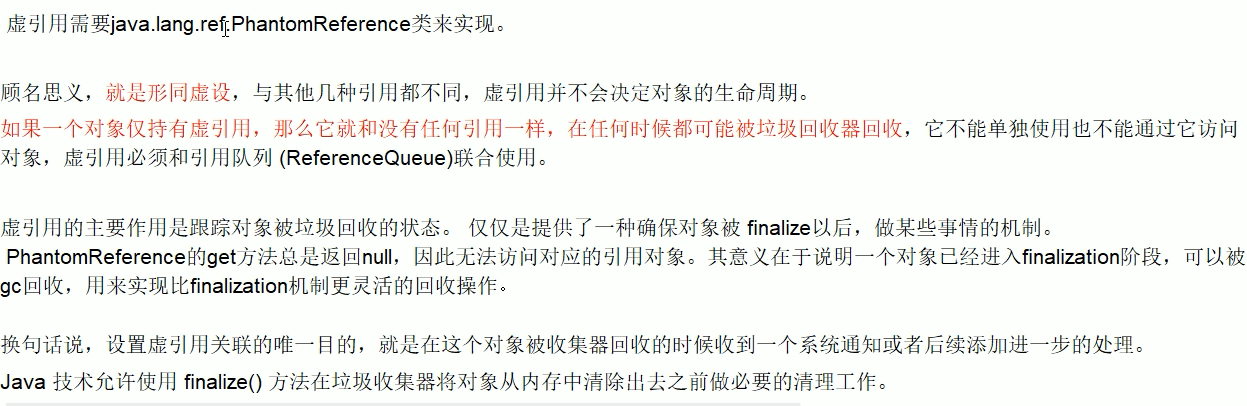 虚引用需要java.lang.ref.PhantomReference类来实现。
顾名思义，就是形同虚设，与其他几种引用都不同，虚引用并不会决定对象的生命周期。
如果一个对象仅持有虚引用，那么它就和没有任何引用一样，在任何时候都可能被垃圾回收器回收，它不能单独使用也不能通过它访问
对象，虚引用必须和引用队列 (ReferenceQueue)联合使用。
虚引用的主要作用是跟踪对象被垃圾回收的状态。 仅仅是提供了一种确保对象被 finalize以后，做某些事情的机制。
PhantomReference的get方法总是返回null，因此无法访问对应的引用对象。其意义在于说明一个对象已经进入finalization阶段，可以被
gc回收，用来实现比finalization机制更灵活的回收操作。
换句话说，设置虚引用关联的唯一目的，就是在这个对象被收集器回收的时候收到一个系统通知或者后续添加进一步的处理。
Java 技术允许使用 finalize() 方法在垃圾收集器将对象从内存中清除出去之前做必要的清理工作。